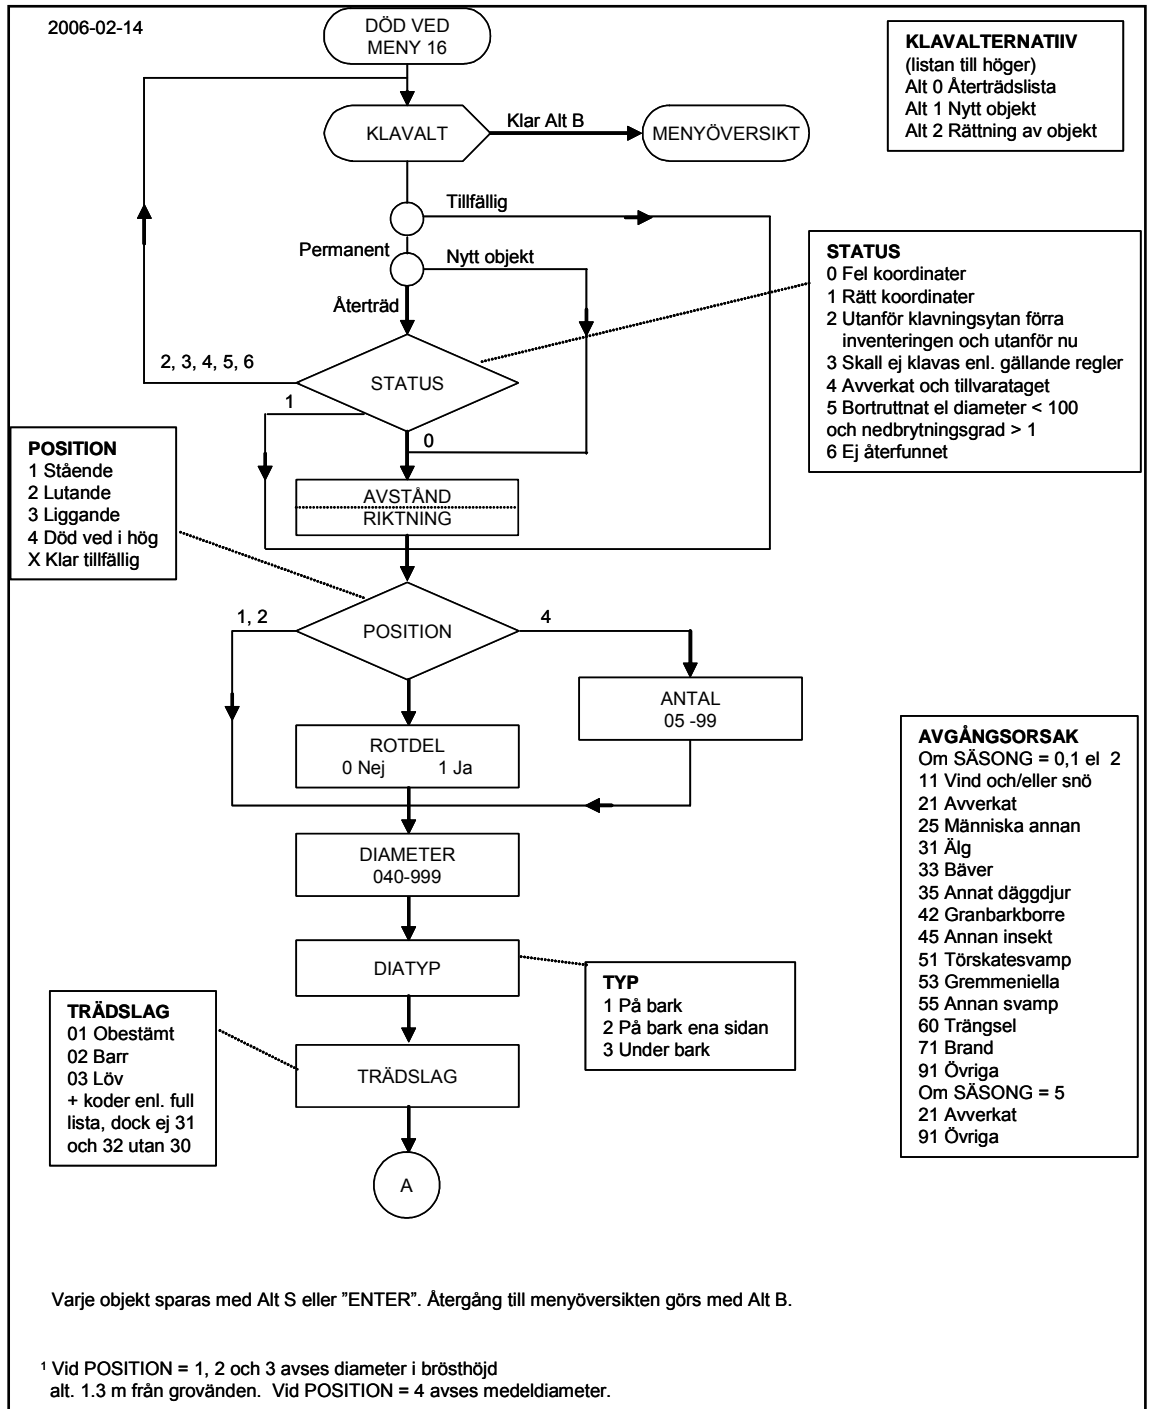 2006-02-14
DÖD VED
MENY 16
KLAVALTERNATIIV
(listan till höger)
Alt 0 Återträdslista
Alt 1 Nytt objekt
Alt 2 Rättning av objekt
KLAVALT
Klar Alt B
MENYÖVERSIKT
Tillfällig
Permanent
Nytt objekt
Återträd
STATUS
0 Fel koordinater
1 Rätt koordinater
2 Utanför klavningsytan förra
inventeringen och utanför nu
3 Skall ej klavas enl. gällande regler
4 Avverkat och tillvarataget
5 Bortruttnat el diameter < 100
och nedbrytningsgrad > 1
6 Ej återfunnet
2, 3, 4, 5, 6
STATUS
1
0
POSITION
1 Stående
2 Lutande
3 Liggande
4 Död ved i hög
X Klar tillfällig
AVSTÅND
RIKTNING
1, 2
POSITION
4
ANTAL
05 -99
ROTDEL
0 Nej 1 Ja
AVGÅNGSORSAK
Om SÄSONG = 0,1 el 2
11 Vind och/eller snö
21 Avverkat
25 Människa annan
31 Älg
33 Bäver
35 Annat däggdjur
42 Granbarkborre
45 Annan insekt
51 Törskatesvamp
53 Gremmeniella
55 Annan svamp
60 Trängsel
71 Brand
91 Övriga
Om SÄSONG = 5
21 Avverkat
91 Övriga
DIAMETER
040-999
DIATYP
TYP
1 På bark
2 På bark ena sidan
3 Under bark
TRÄDSLAG
01 Obestämt
02 Barr
03 Löv
+ koder enl. full
lista, dock ej 31
och 32 utan 30
TRÄDSLAG
A
Varje objekt sparas med Alt S eller ”ENTER”. Återgång till menyöversikten görs med Alt B.
¹ Vid POSITION = 1, 2 och 3 avses diameter i brösthöjd
alt. 1.3 m från grovänden. Vid POSITION = 4 avses medeldiameter.